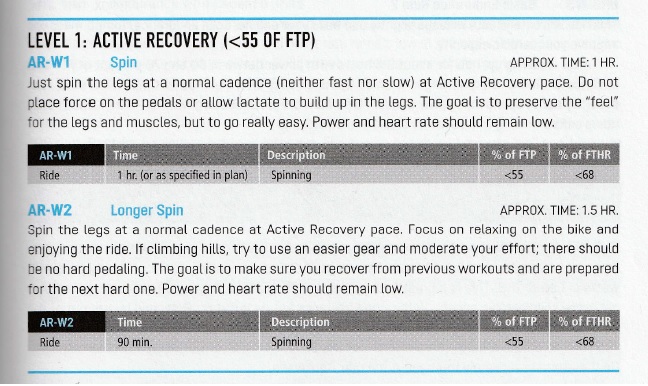 LEVEL 1: ACTIVE RECOVERY (<55 OF FTP)
AR-W1 Spin APPROX. TIME: 1 HR.
Just spin the legs at a normal cadence (neither fast nor slow) at Active Recovery pace. Do not
place force on the pedals or allow lactate to build up in the legs. The goal is to preserve the “feel”
for the legs and muscles, but to go really easy. Power and heart rate should remain low.
AR-W1 Time Description % of FTP % of FTHR
Ride 1 hr. (or as specified in plan) Spinning <55 <68
AR-W2 Longer Spin APPROX. TIME: 1.5 HR.
Spin the legs at a normal cadence at Active Recovery pace. Focus on relaxing on the bike and
enjoying the ride. If climbing hills, try to use an easier gear and moderate your effort; there should
be no hard pedaling. The goal is to make sure you recover from previous workouts and are prepared
for the next hard one. Power and heart rate should remain low.
AR-W2 Time Description % of FTP % of FTHR
Ride 90 min. Spinning <55 <68